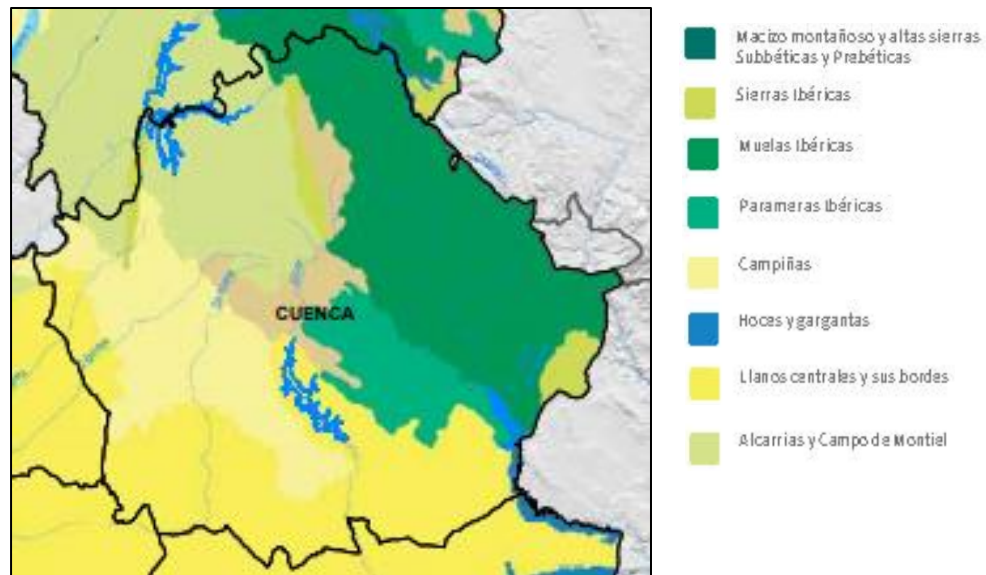 CUENCA
Macizo montañoso y altas sierras
Subbéticas y Prebéticas
Sierras Ibéricas
Muelas Ibéricas
Parameras Ibéricas
Campiñas
Hoces y gargantas
Llanos centrales y sus bordes
Alcarrias y Campo de Montiel